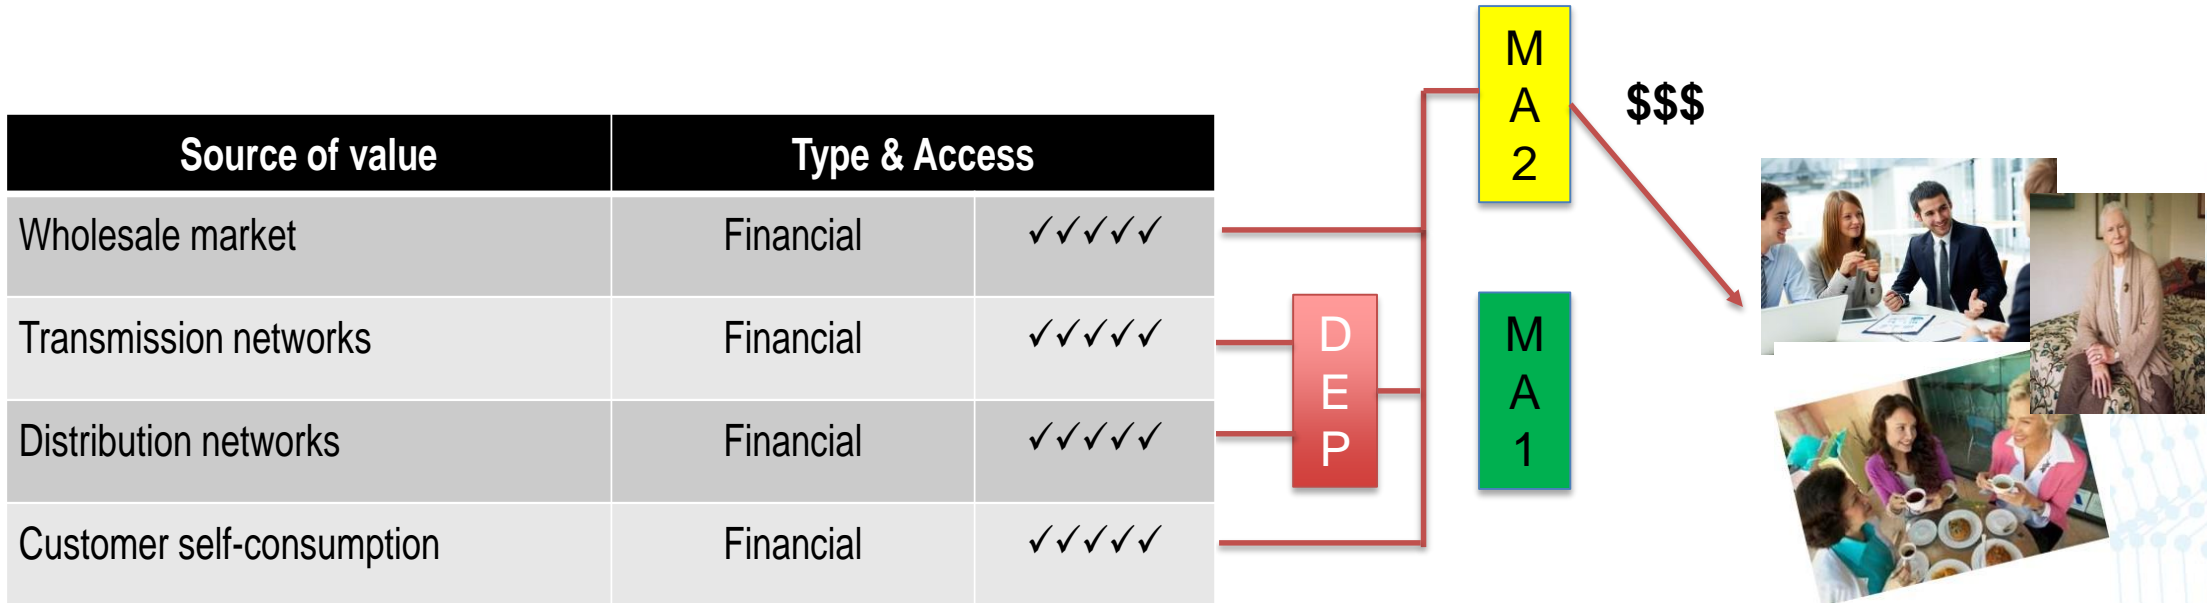 Source of value Type & Access
Wholesale market Financial ✓✓✓✓✓
Transmission networks Financial ✓✓✓✓✓
Distribution networks Financial ✓✓✓✓✓
Customer self-consumption Financial ✓✓✓✓✓
D
E
P
M
A
2
M
A
1
$$$